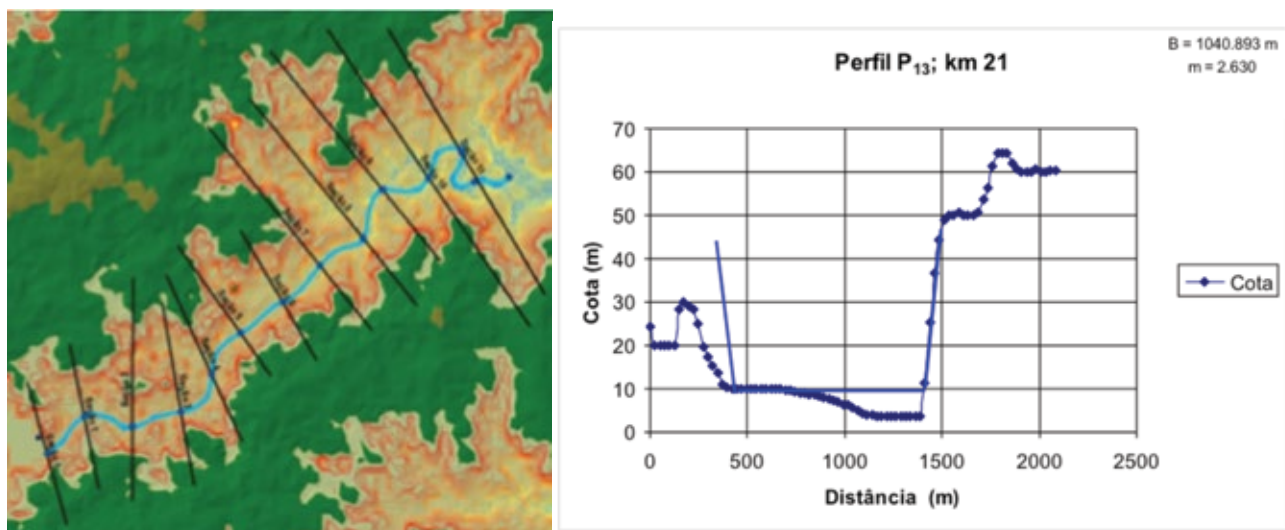 Perfil P₁₃; km 21
B = 1040.893 m
m = 2.630
Cota (m)
70
60
50
40
30
20
10
0
0 500 1000 1500 2000 2500
Distância (m)
Cota